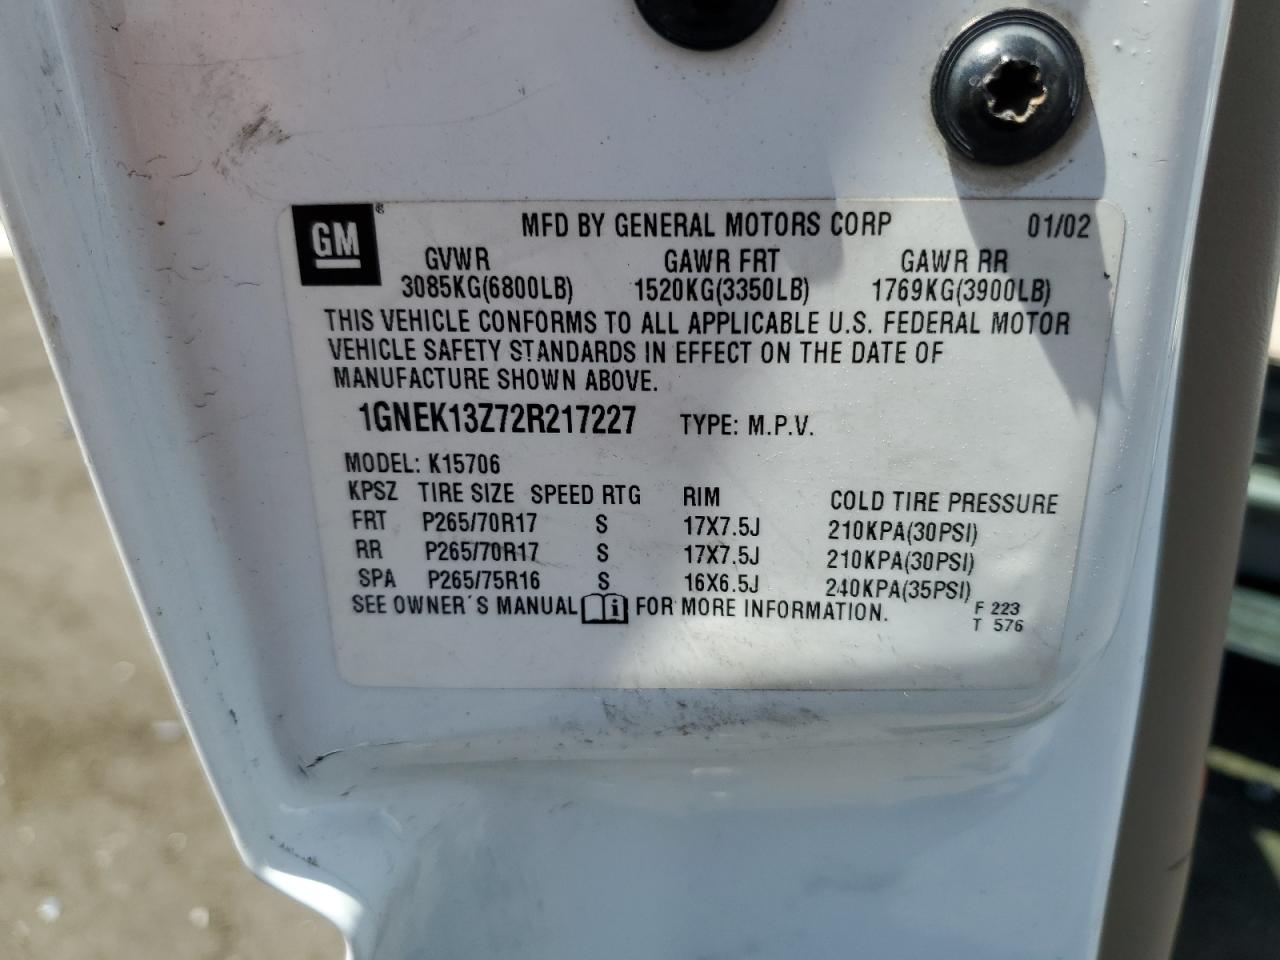 GM® MFD BY GENERAL MOTORS CORP 01/02
GVWR GAWR FRT GAWR RR
3085KG(6800LB) 1520KG(3350LB) 1769KG(3900LB)
THIS VEHICLE CONFORMS TO ALL APPLICABLE U.S. FEDERAL MOTOR
VEHICLE SAFETY STANDARDS IN EFFECT ON THE DATE OF
MANUFACTURE SHOWN ABOVE.
1GNEK13Z72R217227 TYPE: M.P.V.
MODEL: K15706
KPSZ TIRE SIZE SPEED RTG RIM COLD TIRE PRESSURE
FRT P265/70R17 S 17X7.5J 210KPA(30PSI)
RR P265/70R17 S 17X7.5J 210KPA(30PSI)
SPA P265/75R16 S 16X6.5J 240KPA(35PSI)
SEE OWNER'S MANUAL i FOR MORE INFORMATION. F 223
T 576